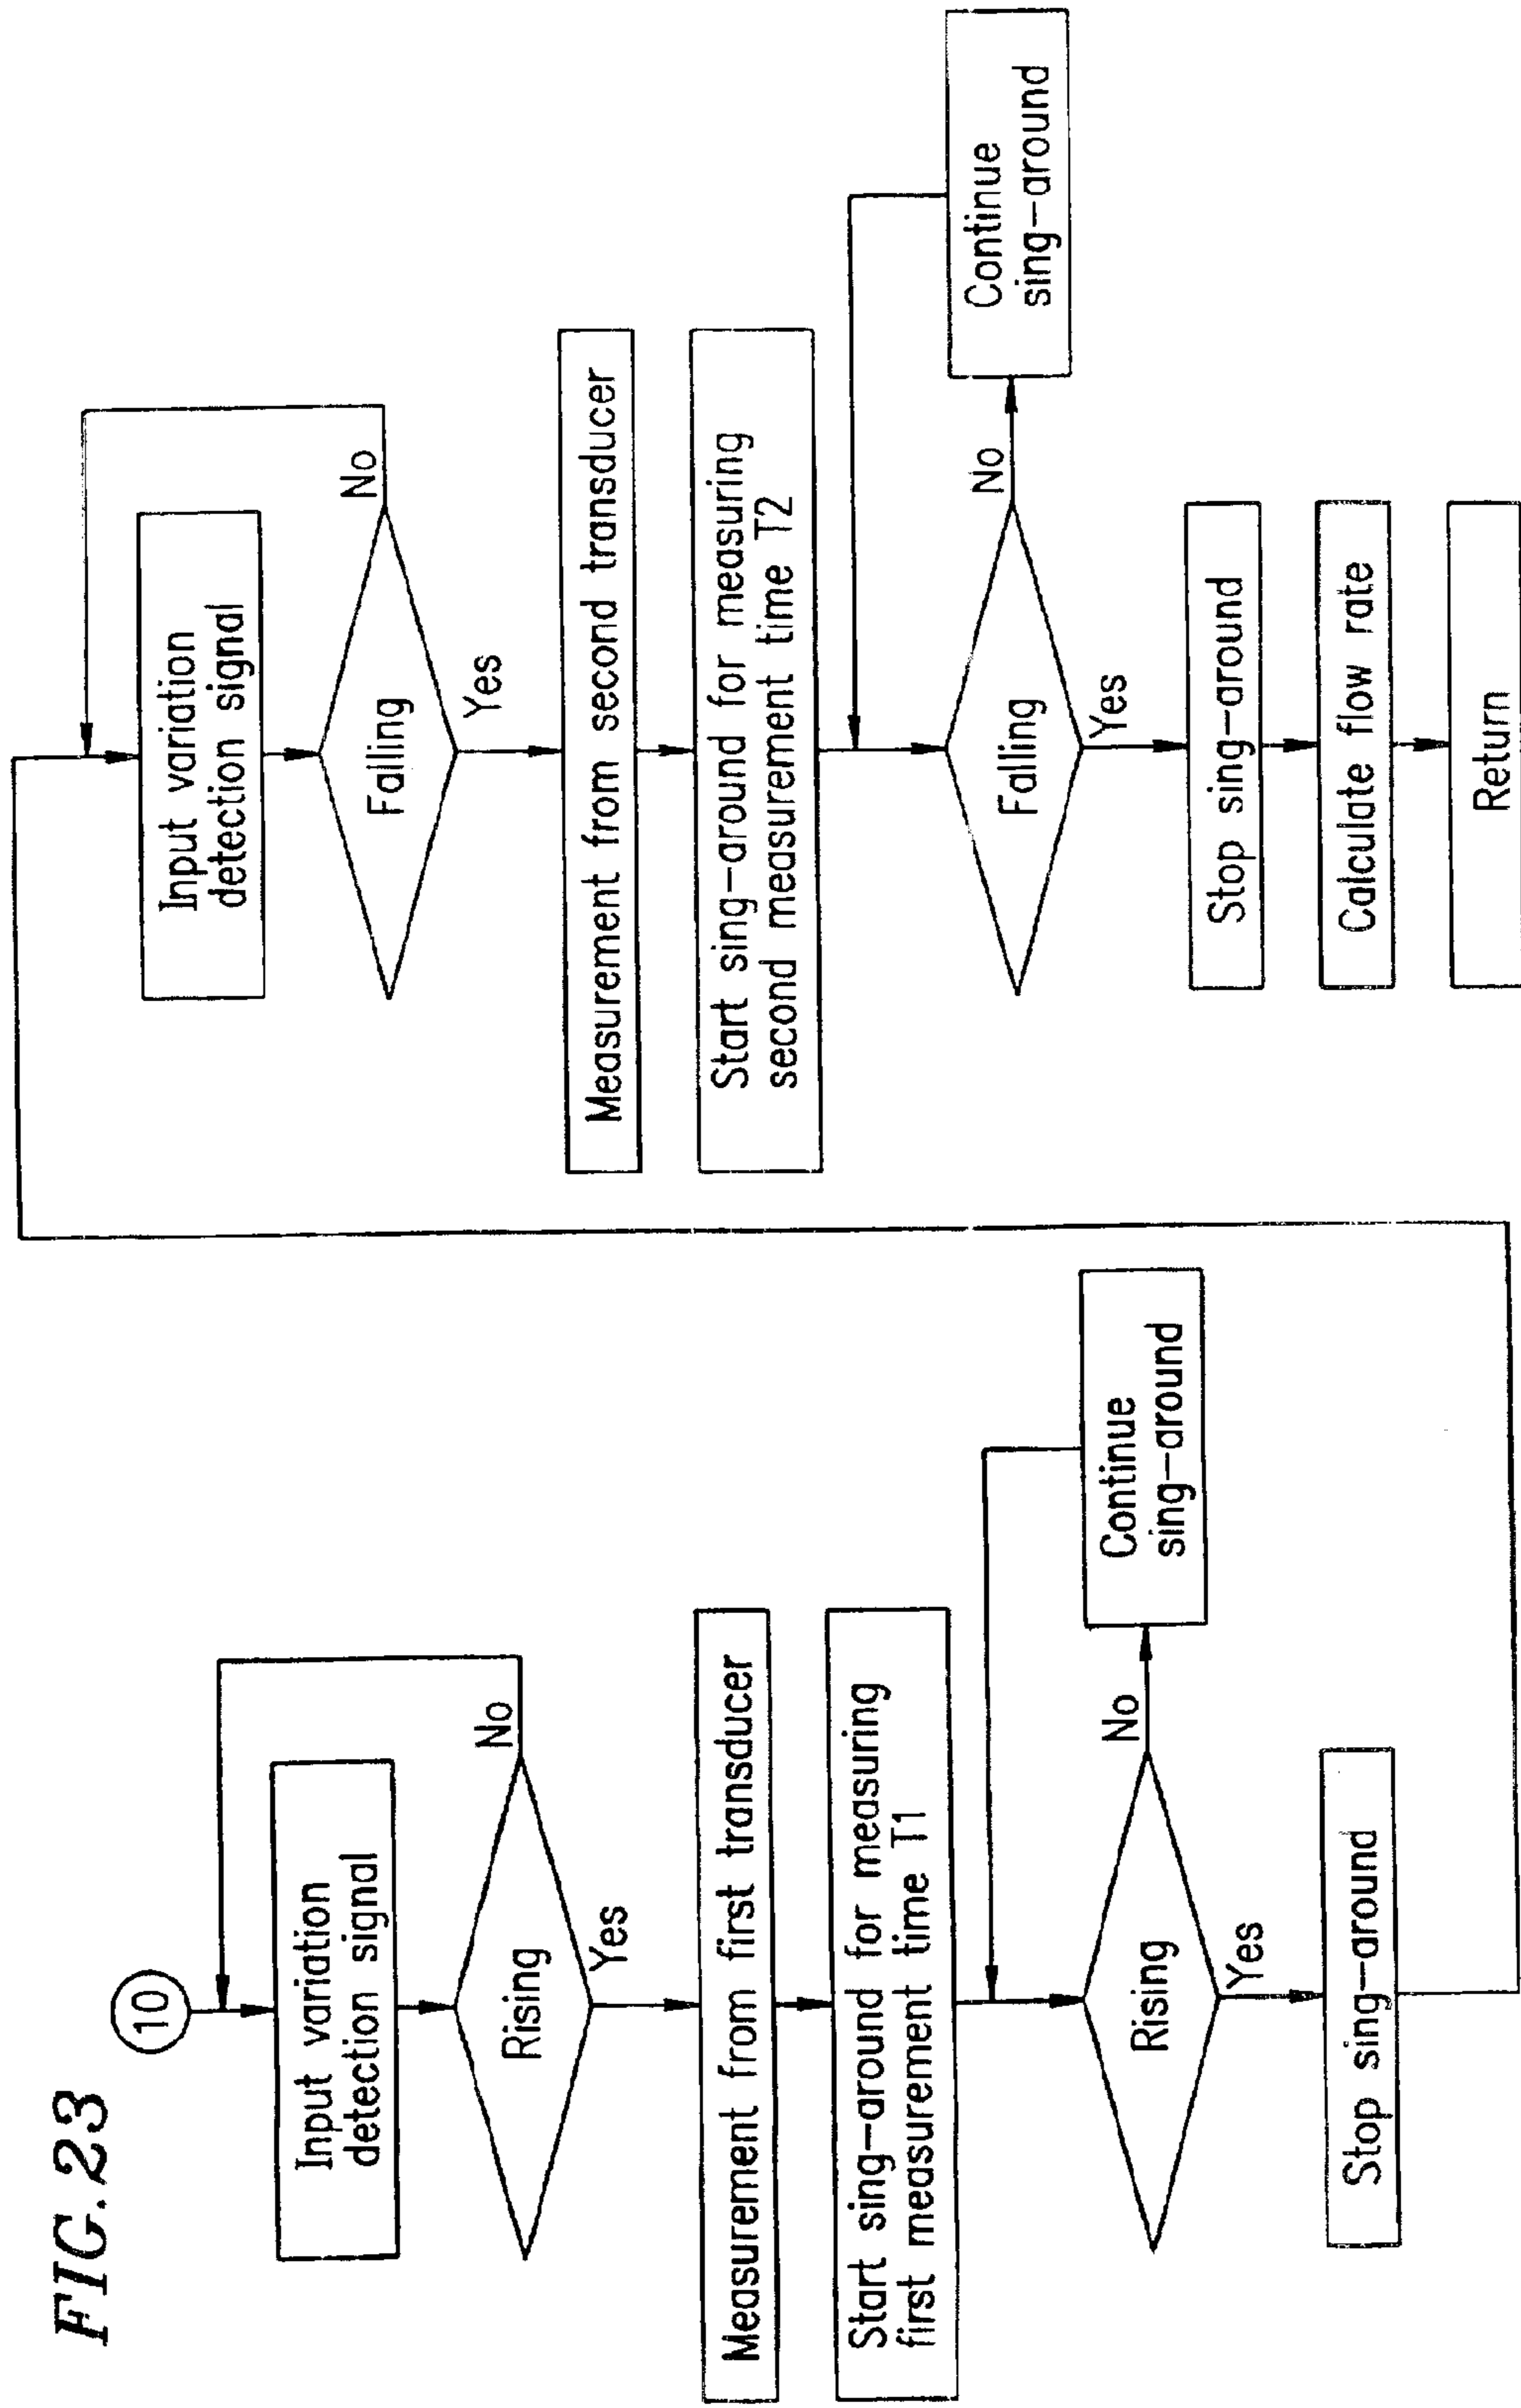 FIG. 23
10
Input variation
detection signal
Rising
No
Yes
Measurement from first transducer
Start sing-around for measuring
first measurement time T1
Rising
No
Continue
sing-around
Yes
Stop sing-around
Input variation
detection signal
Falling
No
Yes
Measurement from second transducer
Start sing-around for measuring
second measurement time T2
Falling
No
Continue
sing-around
Yes
Stop sing-around
Calculate flow rate
Return